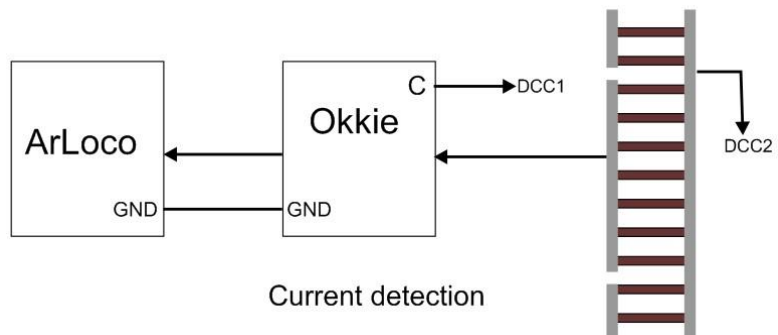 C
DCC1
Okkie
ArLoco
DCC2
GND
GND
Current detection